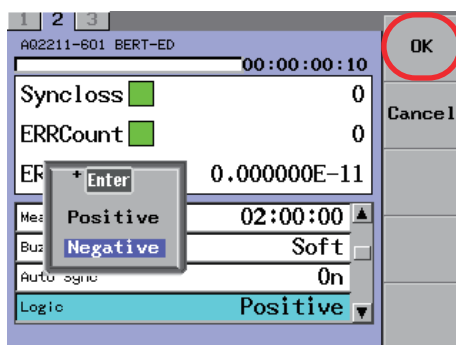 1 2 3
AQ2211-601 BERT-ED
00:00:00:10
Syncloss 0
ERRCount 0
ER 0.000000E-11
Enter
Positive
Negative
Mea 02:00:00
Buz Soft
Auto Sync On
Logic Positive
OK
Cancel